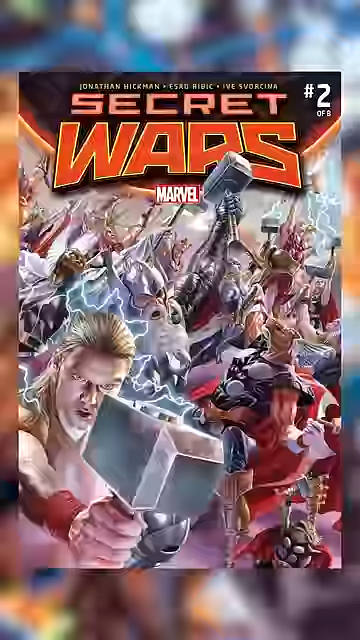 JONATHAN HICKMAN • ESAD RIBIC • IVE SVORCINA
SECRET
WARS
#2
OF 8
MARVEL